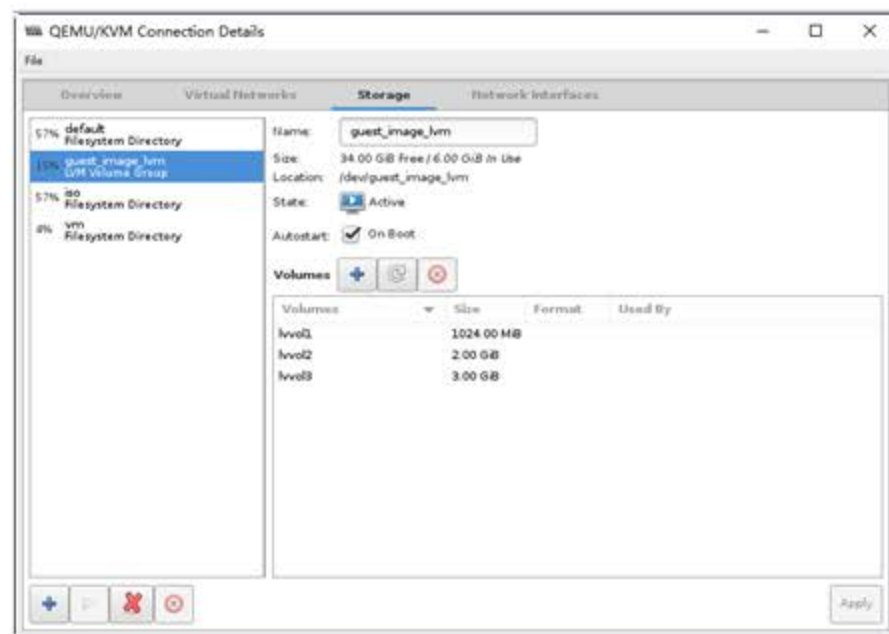 QEMU/KVM Connection Details
File
Overview Virtual Networks Storage Network Interfaces
57% default
Filesystem Directory
15% guest_image_lvm
LVM Volume Group
57% iso
Filesystem Directory
vm
Filesystem Directory
Name: guest_image_lvm
Size: 34.00 GiB Free / 6.00 GiB In Use
Location: /dev/guest_image_lvm
State: Active
Autostart: On Boot
Volumes
Volumes Size Format Used By
lvvol1 1024.00 MiB
lvvol2 2.00 GiB
lvvol3 3.00 GiB
Apply